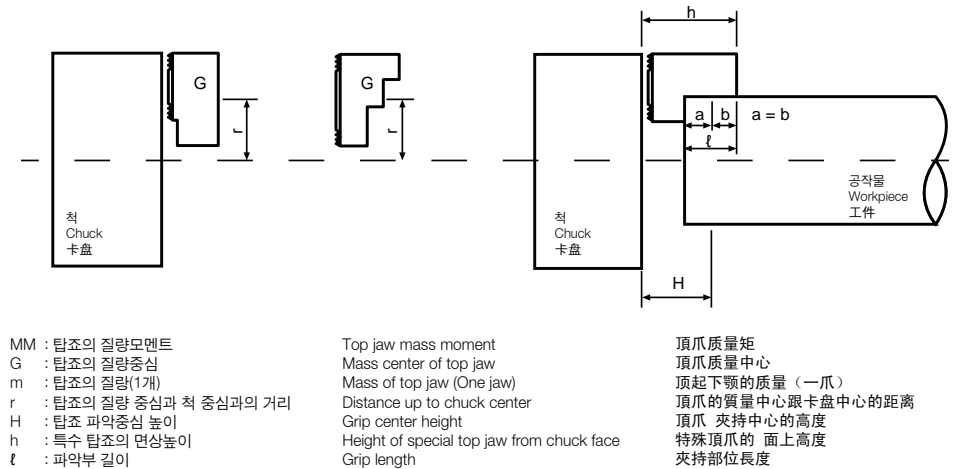 h
G
G
r
r
a
b
a = b
ℓ
척
Chuck
卡盘
척
Chuck
卡盘
공작물
Workpiece
工件
H
MM : 탑죠의 질량모멘트 Top jaw mass moment 頂爪质量矩
G : 탑죠의 질량중심 Mass center of top jaw 頂爪质量中心
m : 탑죠의 질량(1개) Mass of top jaw (One jaw) 顶起下颚的质量（一爪）
r : 탑죠의 질량 중심과 척 중심과의 거리 Distance up to chuck center 頂爪的質量中心跟卡盘中心的距离
H : 탑죠 파악중심 높이 Grip center height 頂爪 夾持中心的高度
h : 특수 탑죠의 면상높이 Height of special top jaw from chuck face 特殊頂爪的 面上高度
ℓ : 파악부 길이 Grip length 夾持部位長度